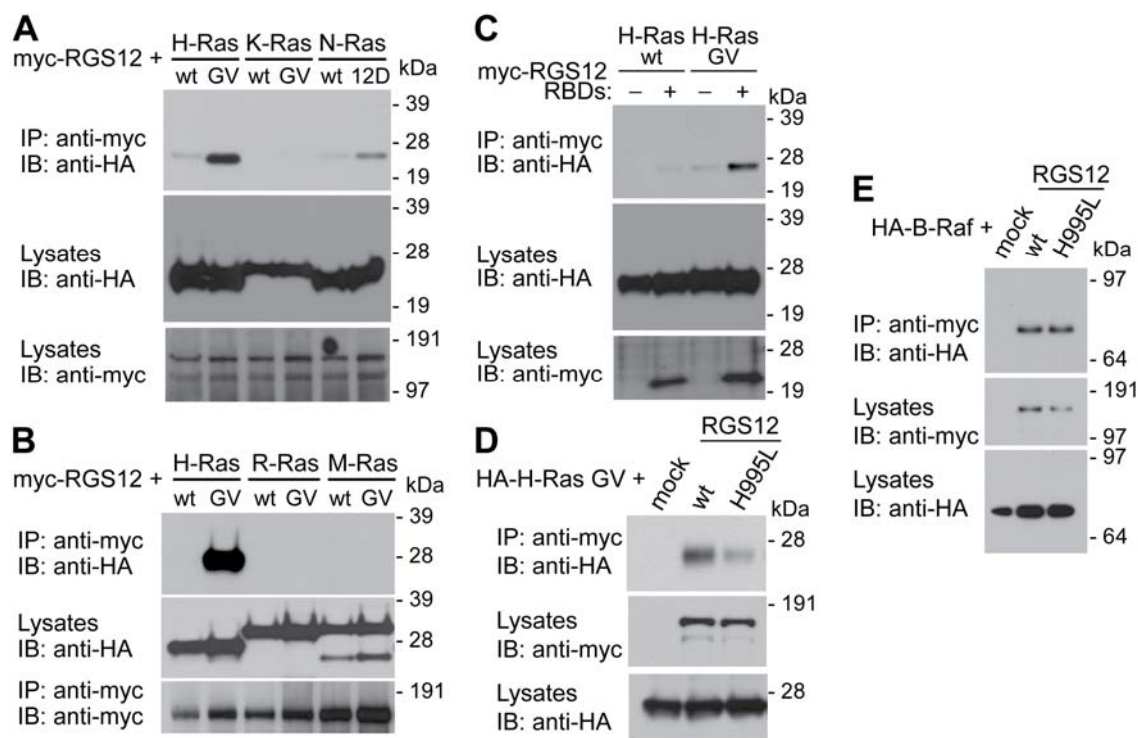 A
myc-RGS12 +
H-Ras K-Ras N-Ras
wt GV wt GV wt 12D kDa
IP: anti-myc
IB: anti-HA
- 39
- 28
- 19
Lysates
IB: anti-HA
- 39
- 28
- 19
Lysates
IB: anti-myc
- 191
- 97
B
myc-RGS12 +
H-Ras R-Ras M-Ras
wt GV wt GV wt GV kDa
IP: anti-myc
IB: anti-HA
- 39
- 28
Lysates
IB: anti-HA
- 39
- 28
- 19
IP: anti-myc
IB: anti-myc
- 191
C
H-Ras H-Ras
wt GV
myc-RGS12
RBDs: – + – + kDa
IP: anti-myc
IB: anti-HA
- 39
- 28
- 19
Lysates
IB: anti-HA
- 39
- 28
- 19
Lysates
IB: anti-myc
- 28
- 19
D
RGS12
HA-H-Ras GV + mock wt H995L kDa
IP: anti-myc
IB: anti-HA
- 28
Lysates
IB: anti-myc
- 191
Lysates
IB: anti-HA
- 28
E
RGS12
HA-B-Raf + mock wt H995L kDa
IP: anti-myc
IB: anti-HA
- 97
- 64
Lysates
IB: anti-myc
- 191
- 97
Lysates
IB: anti-HA
- 97
- 64